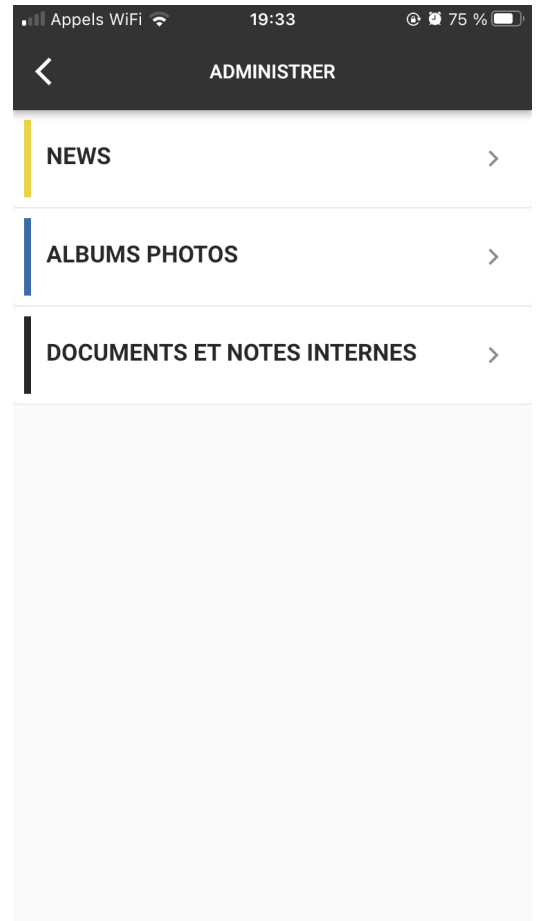 Appels WiFi 19:33 75 %
ADMINISTRER
NEWS
ALBUMS PHOTOS
DOCUMENTS ET NOTES INTERNES